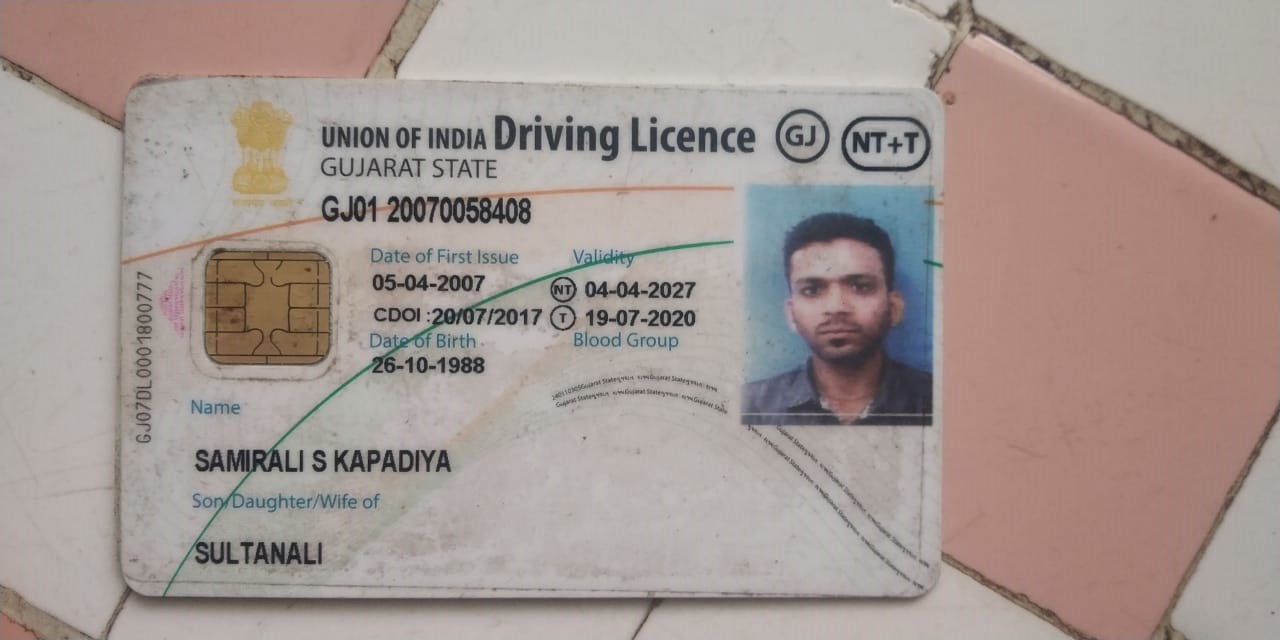 UNION OF INDIA Driving Licence GJ NT+T
GUJARAT STATE
GJ01 20070058408
Date of First Issue Validity
05-04-2007 NT 04-04-2027
CDOI :20/07/2017 T 19-07-2020
Date of Birth Blood Group
26-10-1988
Name
SAMIRALI S KAPADIYA
Son/Daughter/Wife of
SULTANALI
GJ07DL0001800777